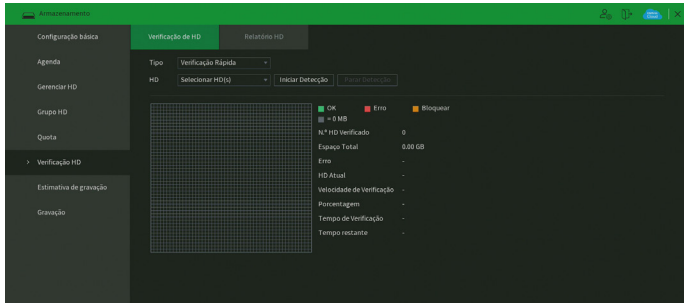 Armazenamento
Configuração básica
Verificação de HD
Relatório HD
Agenda
Tipo
Verificação Rápida
HD
Selecionar HD(s)
Iniciar Detecção
Parar Detecção
Gerenciar HD
Grupo HD
OK
Erro
Bloquear
= 0 MB
Quota
N.º HD Verificado 0
Espaço Total 0.00 GB
Verificação HD
Erro -
HD Atual -
Estimativa de gravação
Velocidade de Verificação -
Porcentagem -
Gravação
Tempo de Verificação -
Tempo restante -